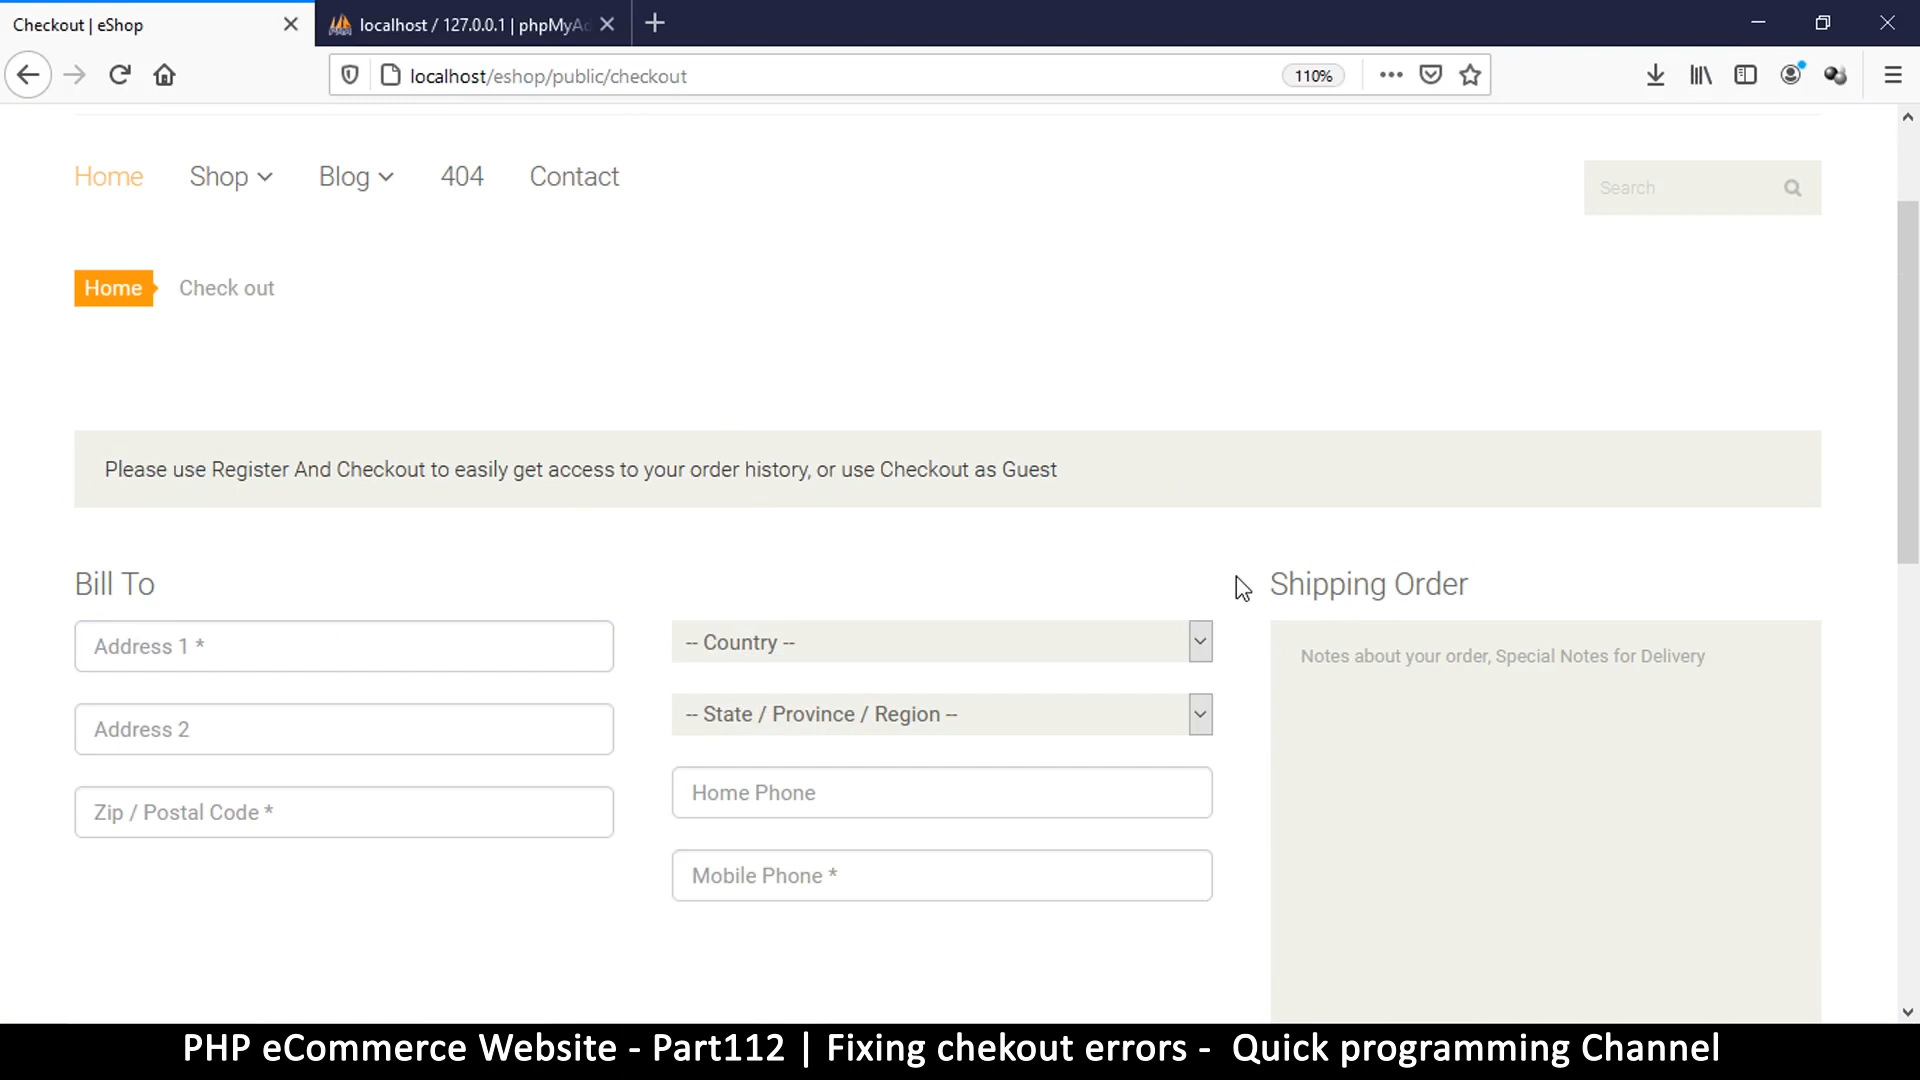 Checkout | eShop
localhost / 127.0.0.1 | phpMyAd
localhost/eshop/public/checkout
110%
Home Shop Blog 404 Contact
Search
Home Check out
Please use Register And Checkout to easily get access to your order history, or use Checkout as Guest
Bill To
Address 1 *
Address 2
Zip / Postal Code *
-- Country --
-- State / Province / Region --
Home Phone
Mobile Phone *
Shipping Order
Notes about your order, Special Notes for Delivery
PHP eCommerce Website - Part112 | Fixing chekout errors - Quick programming Channel